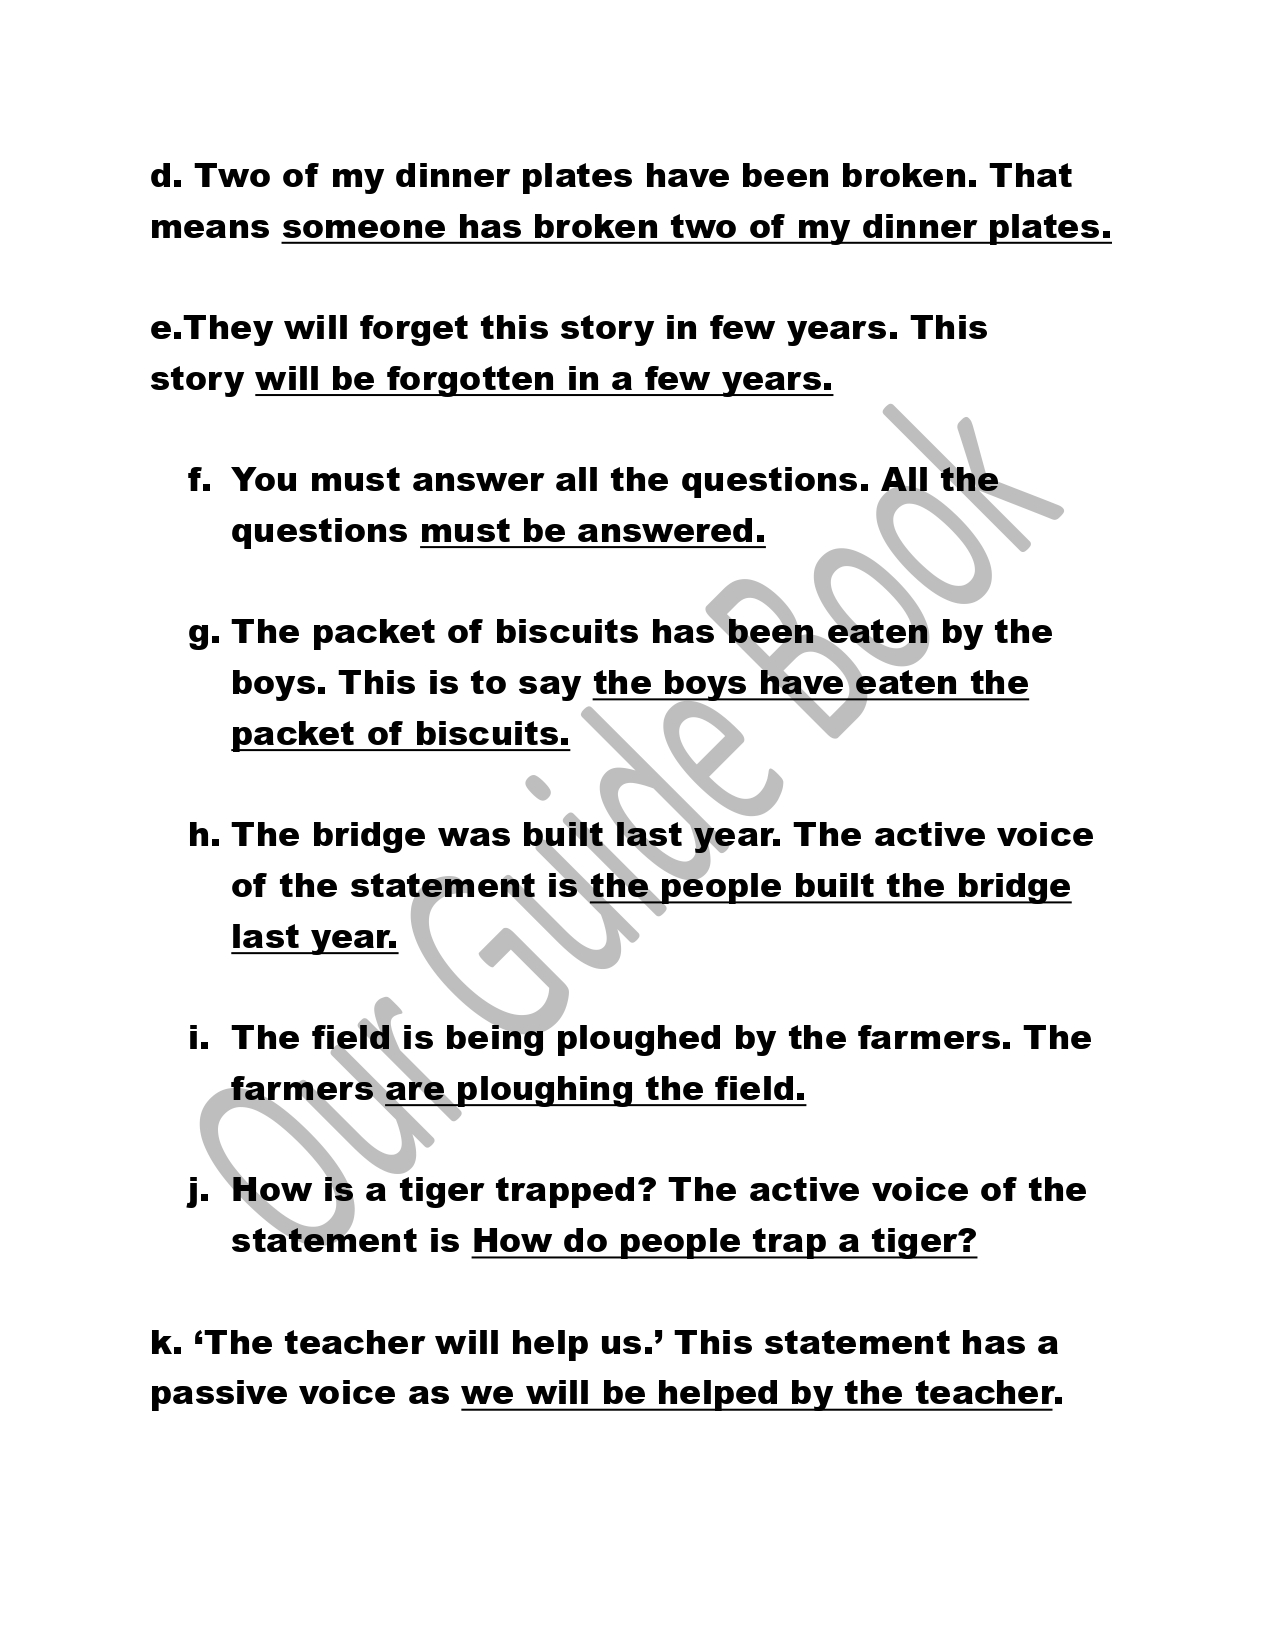 d. Two of my dinner plates have been broken. That
means someone has broken two of my dinner plates.
e.They will forget this story in few years. This
story will be forgotten in a few years.
f. You must answer all the questions. All the
questions must be answered.
g. The packet of biscuits has been eaten by the
boys. This is to say the boys have eaten the
packet of biscuits.
h. The bridge was built last year. The active voice
of the statement is the people built the bridge
last year.
i. The field is being ploughed by the farmers. The
farmers are ploughing the field.
j. How is a tiger trapped? The active voice of the
statement is How do people trap a tiger?
k. ‘The teacher will help us.’ This statement has a
passive voice as we will be helped by the teacher.
Our Guide Book